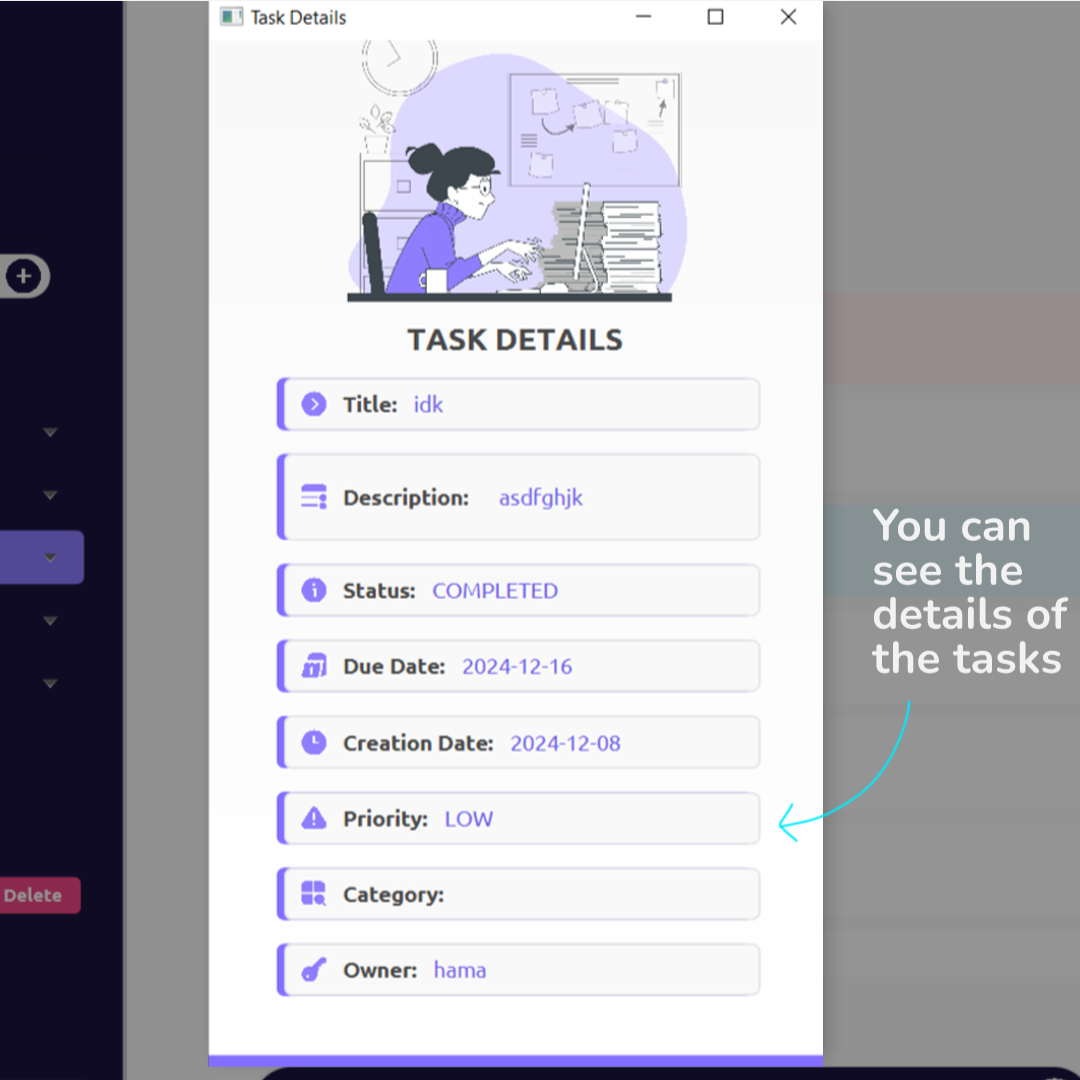 Task Details
TASK DETAILS
Title: idk
Description: asdfghjk
Status: COMPLETED
Due Date: 2024-12-16
Creation Date: 2024-12-08
Priority: LOW
Category:
Owner: hama
Delete
You can
see the
details of
the tasks